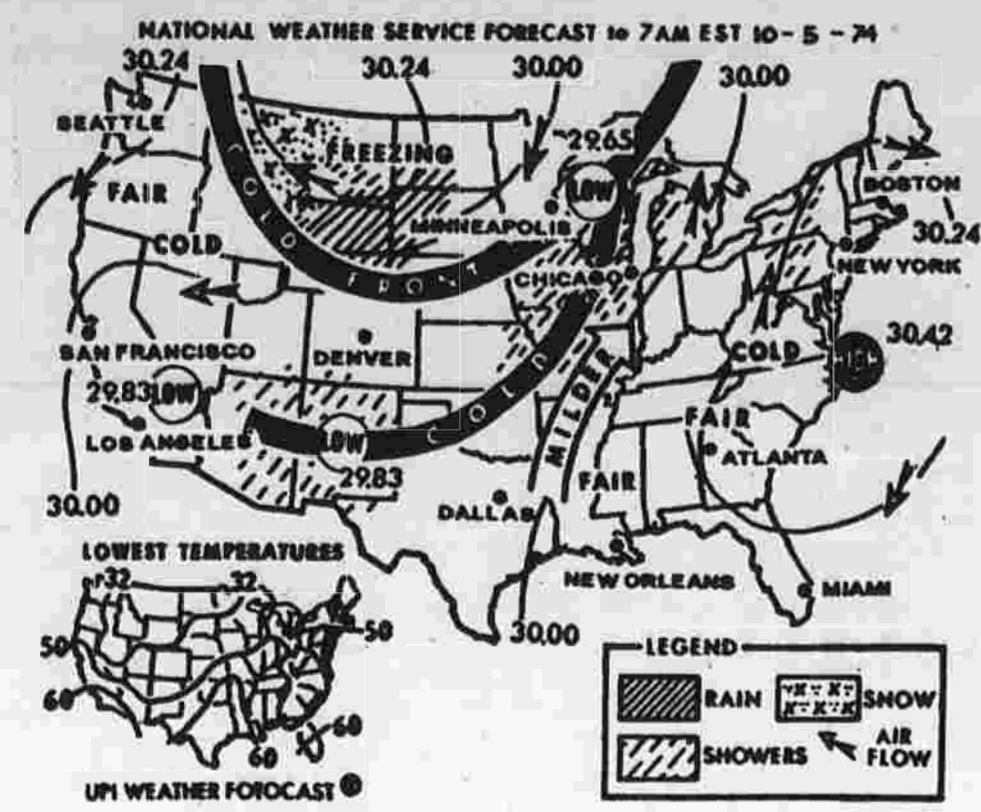 NATIONAL WEATHER SERVICE FORECAST to 7AM EST 10-5-74
30.24
30.24
30.00
30.00
SEATTLE
29.65
FREEZING
LOW
FAIR
BOSTON
MINNEAPOLIS
30.24
COLD
COLD FRONT
NEW YORK
CHICAGO
30.42
SAN FRANCISCO
DENVER
COLD
29.83
LOW
MILDER
FAIR
LOS ANGELES
LOW
COLD
29.83
FAIR
ATLANTA
30.00
DALLAS
LOWEST TEMPERATURES
NEW ORLEANS
MIAMI
32
32
30.00
50
50
60
60
60
LEGEND
RAIN
SNOW
SHOWERS
AIR
FLOW
UPI WEATHER FOTOCAST ®